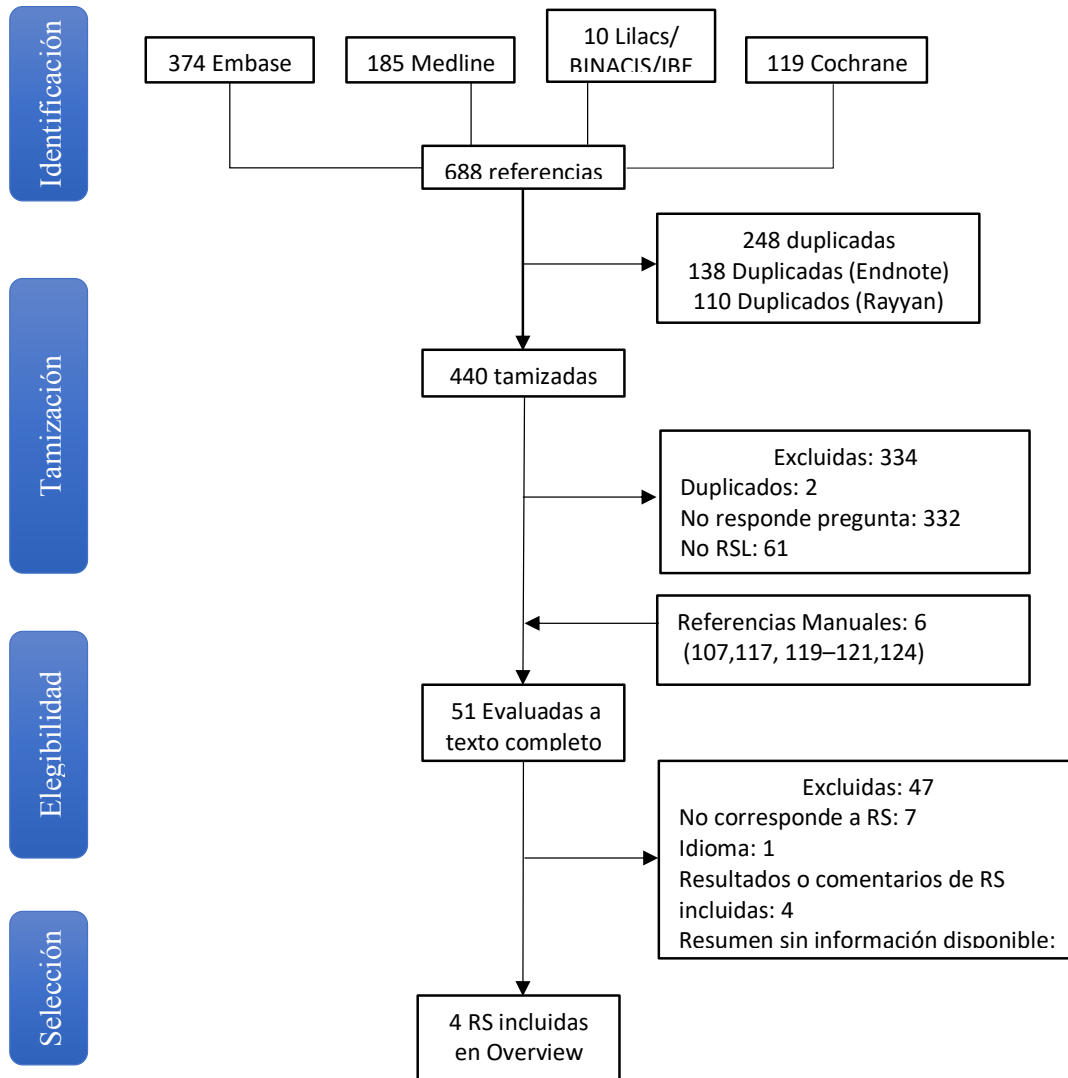 Identificación
374 Embase
185 Medline
10 Lilacs/
BINACIS/IBE
119 Cochrane
688 referencias
248 duplicadas
138 Duplicadas (Endnote)
110 Duplicados (Rayyan)
Tamización
440 tamizadas
Excluidas: 334
Duplicados: 2
No responde pregunta: 332
No RSL: 61
Referencias Manuales: 6
(107,117, 119–121,124)
Elegibilidad
51 Evaluadas a
texto completo
Excluidas: 47
No corresponde a RS: 7
Idioma: 1
Resultados o comentarios de RS
incluidas: 4
Resumen sin información disponible:
Selección
4 RS incluidas
en Overview